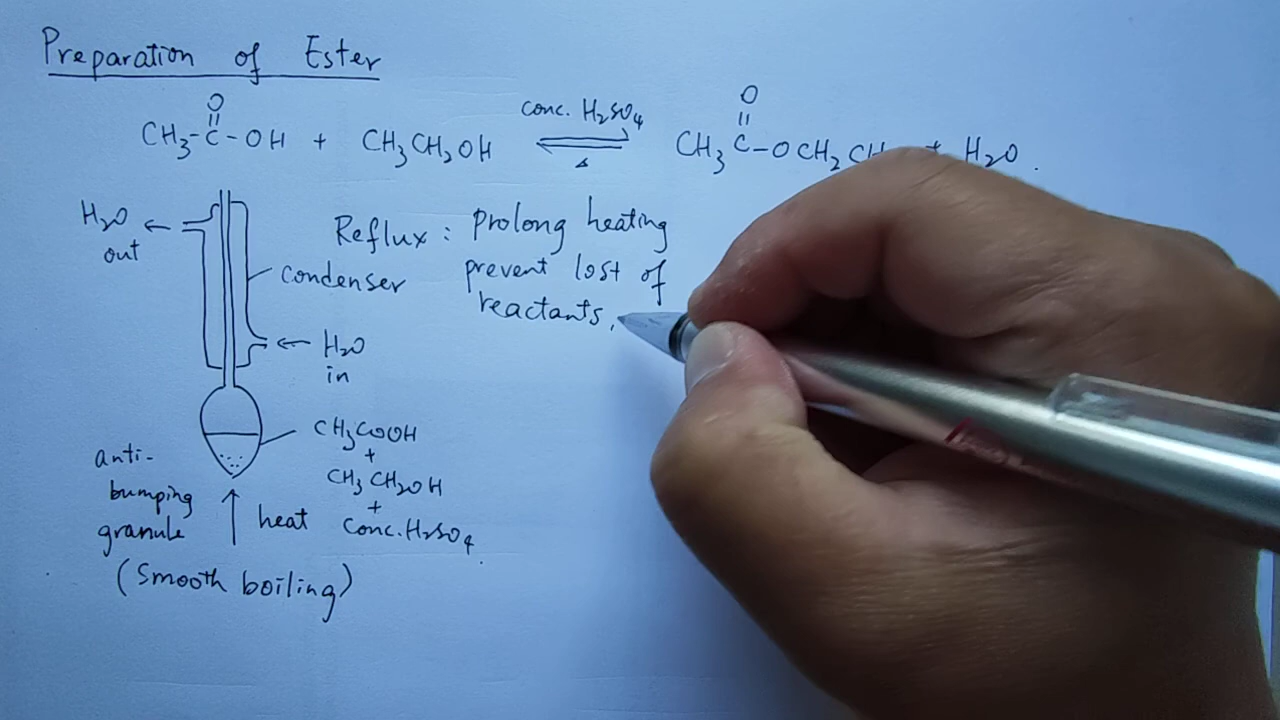 Preparation of Ester
O
O
CH3-C-OH + CH3CH2OH conc. H2SO4 Δ CH3C-OCH2CH + H2O.
H2O out
condenser
Reflux: Prolong heating
prevent lost of
reactants,
H2O
in
CH3COOH
+
CH3CH2OH
+
Conc. H2SO4.
anti-
bumping
granule
heat
(Smooth boiling)